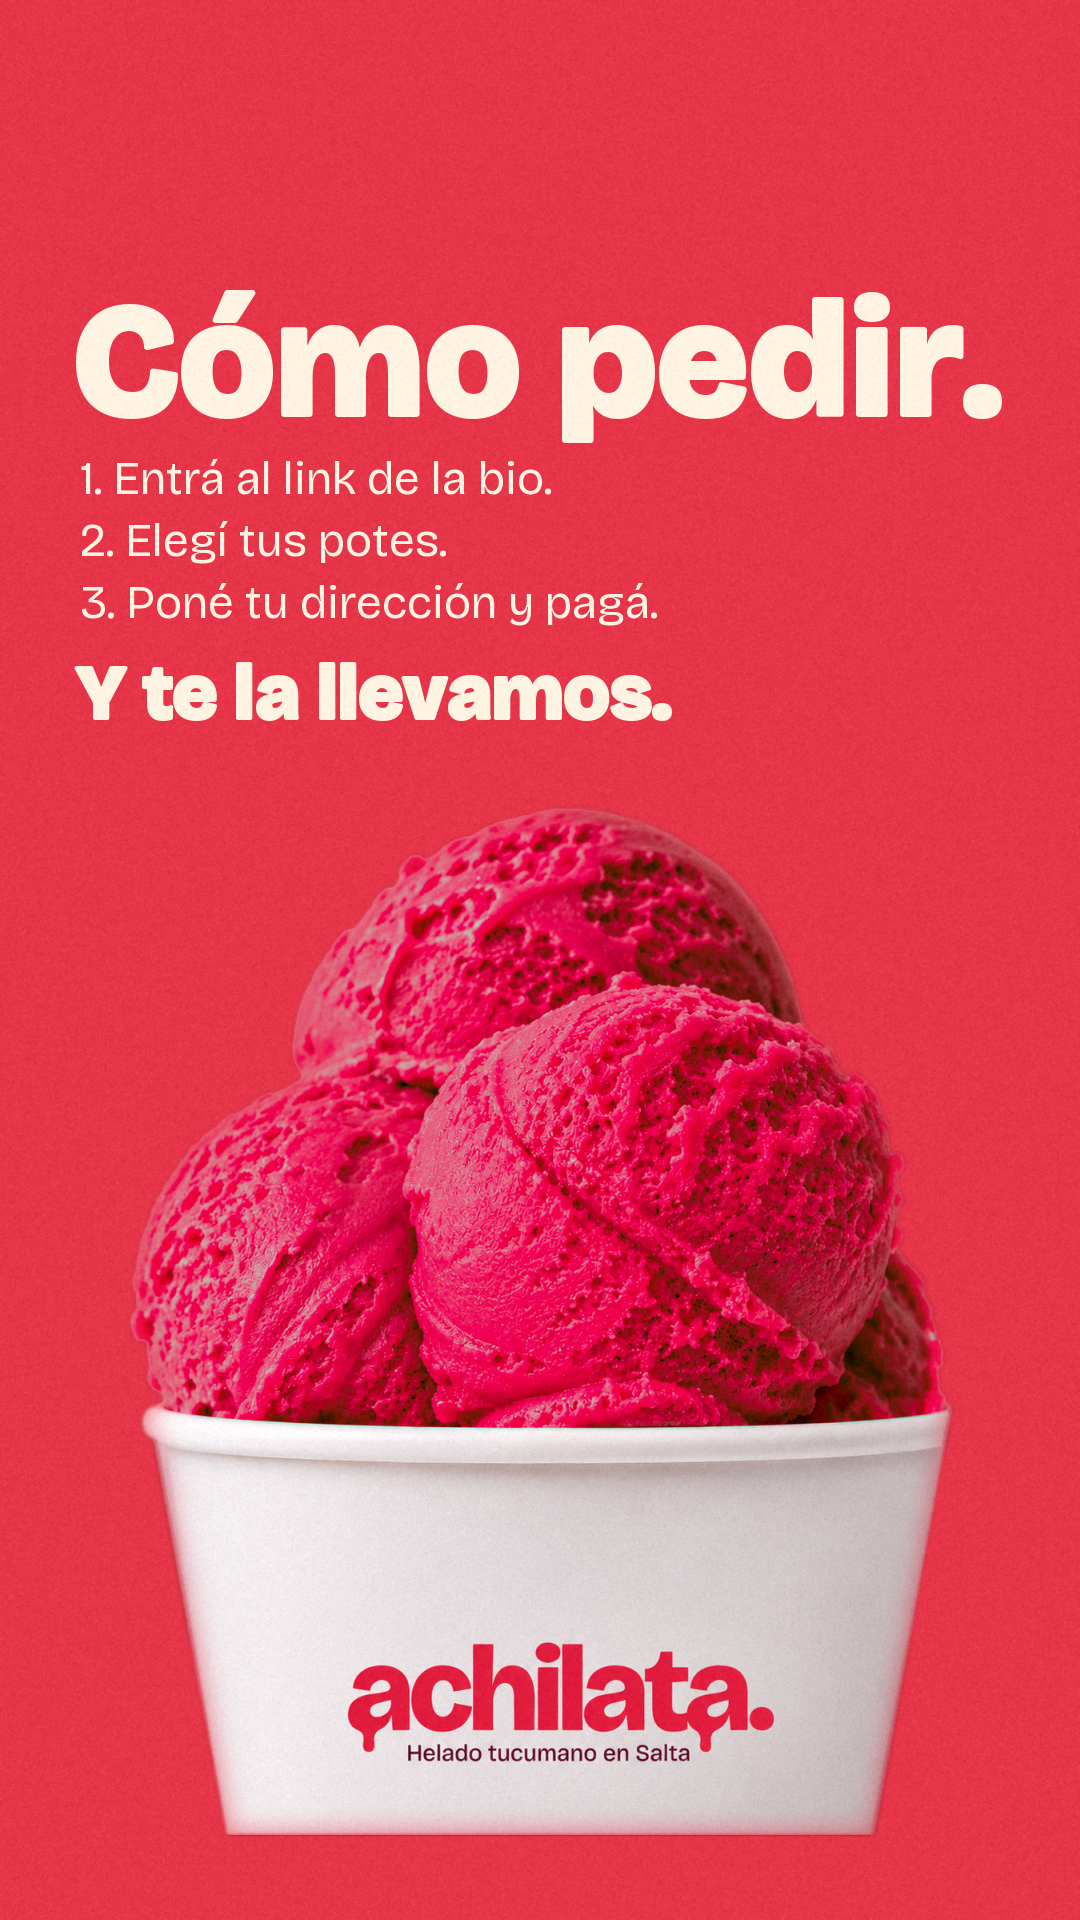 Cómo pedir.
1. Entrá al link de la bio.
2. Elegí tus potes.
3. Poné tu dirección y pagá.
Y te la llevamos.
achilata.
Helado tucumano en Salta